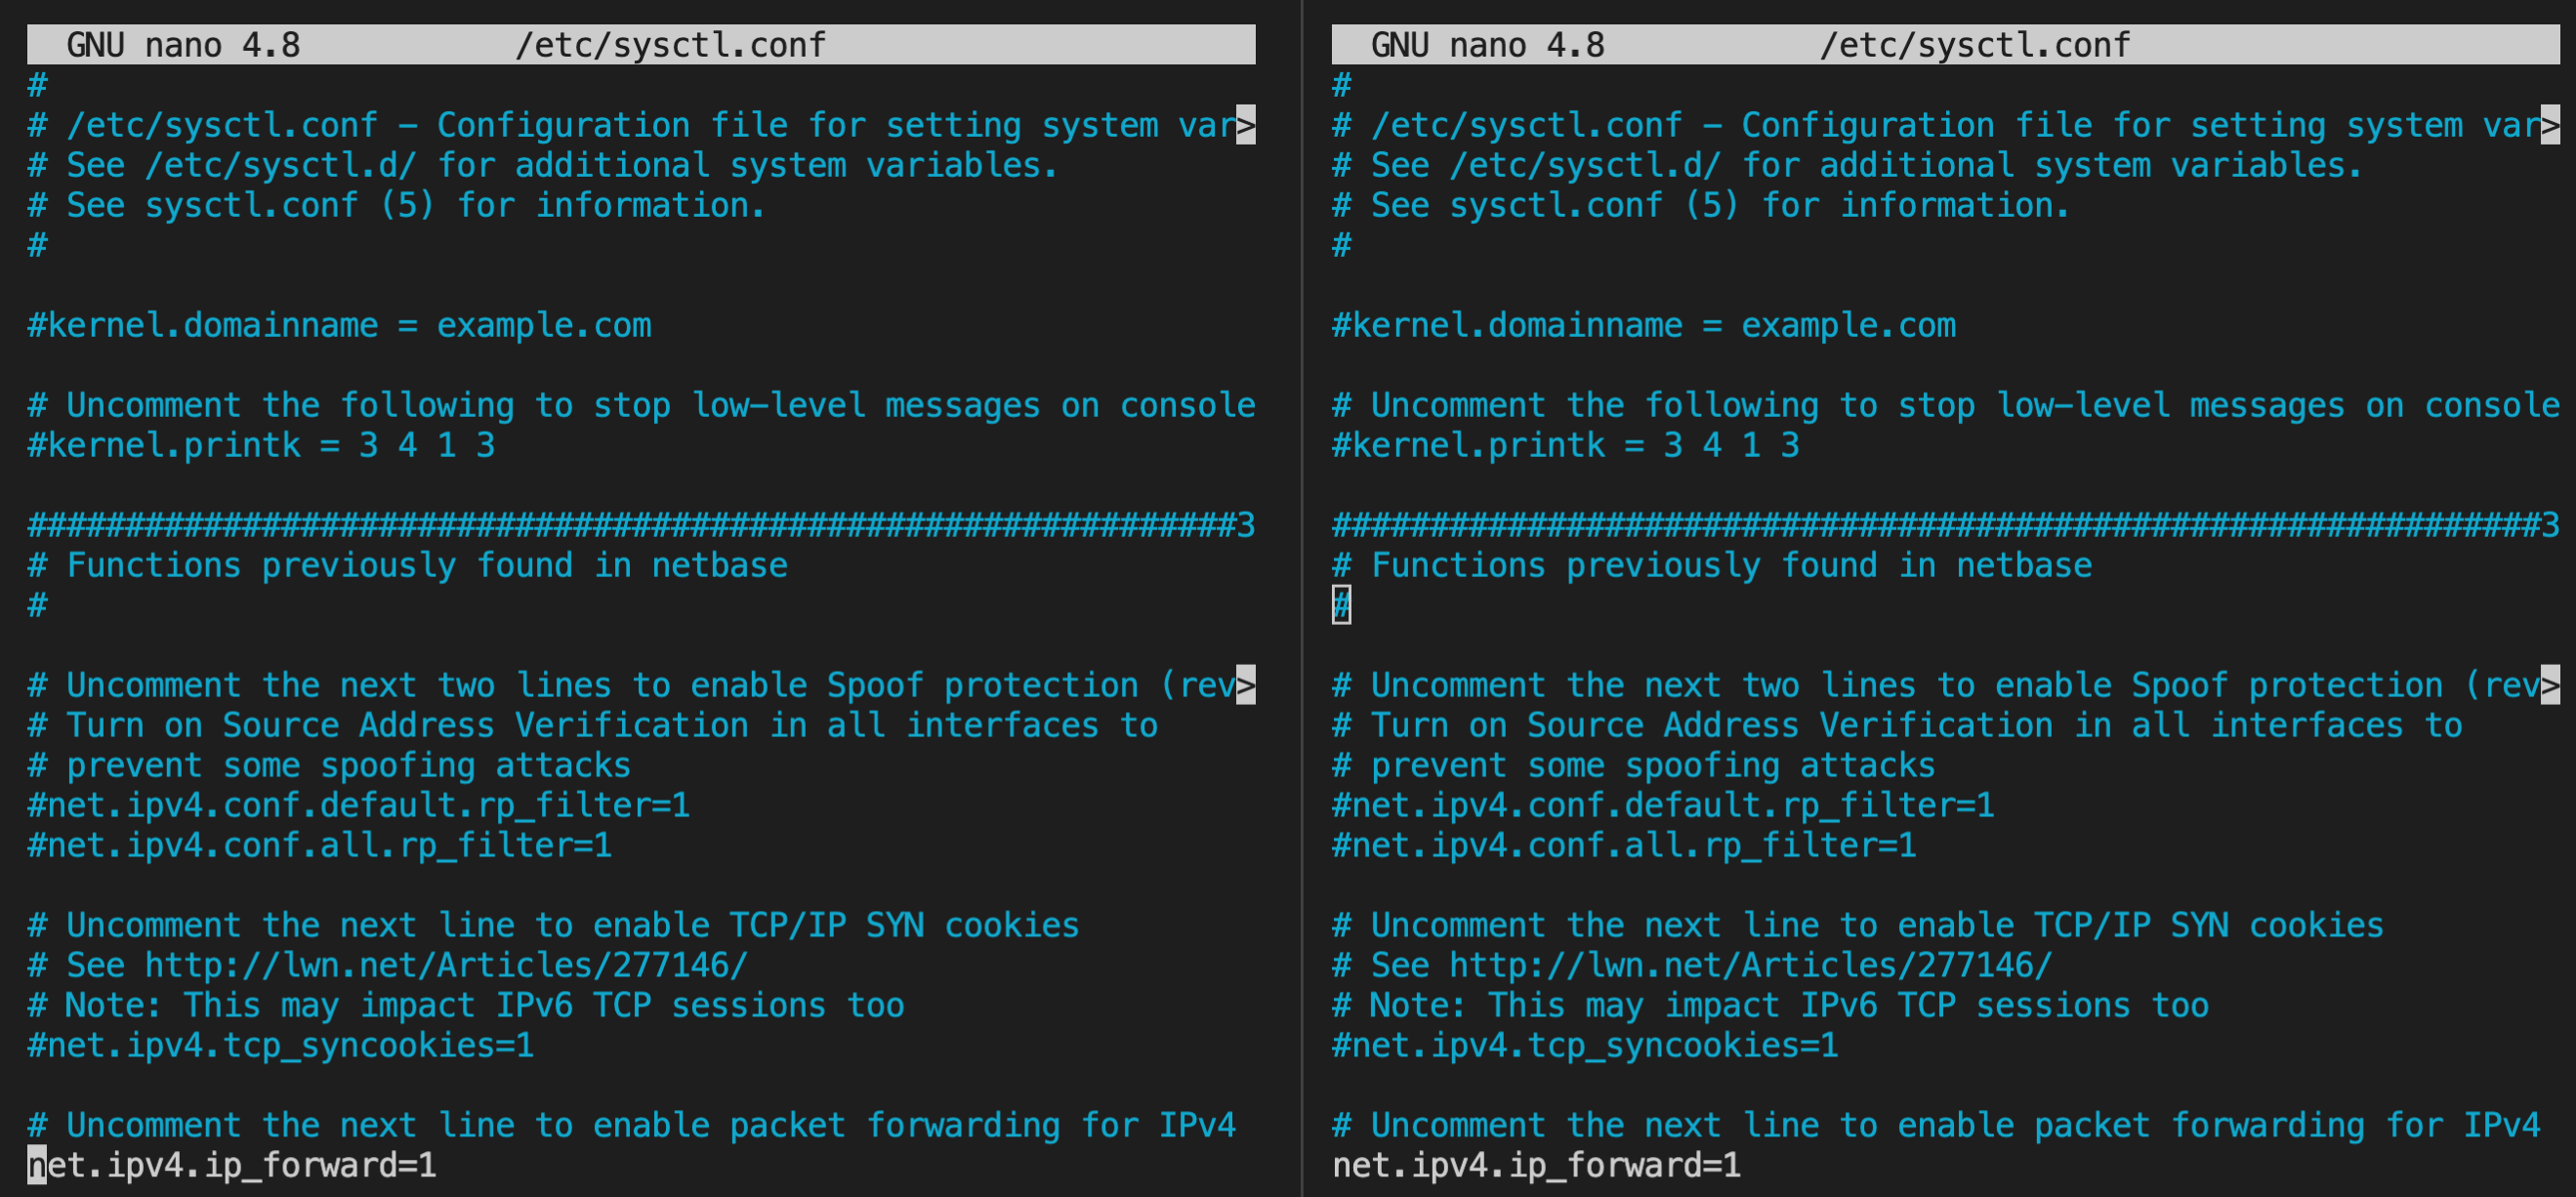 GNU nano 4.8 /etc/sysctl.conf
#
# /etc/sysctl.conf - Configuration file for setting system var>
# See /etc/sysctl.d/ for additional system variables.
# See sysctl.conf (5) for information.
#
#kernel.domainname = example.com
# Uncomment the following to stop low-level messages on console
#kernel.printk = 3 4 1 3
##############################################################3
# Functions previously found in netbase
#
# Uncomment the next two lines to enable Spoof protection (rev>
# Turn on Source Address Verification in all interfaces to
# prevent some spoofing attacks
#net.ipv4.conf.default.rp_filter=1
#net.ipv4.conf.all.rp_filter=1
# Uncomment the next line to enable TCP/IP SYN cookies
# See http://lwn.net/Articles/277146/
# Note: This may impact IPv6 TCP sessions too
#net.ipv4.tcp_syncookies=1
# Uncomment the next line to enable packet forwarding for IPv4
net.ipv4.ip_forward=1
GNU nano 4.8 /etc/sysctl.conf
#
# /etc/sysctl.conf - Configuration file for setting system var>
# See /etc/sysctl.d/ for additional system variables.
# See sysctl.conf (5) for information.
#
#kernel.domainname = example.com
# Uncomment the following to stop low-level messages on console
#kernel.printk = 3 4 1 3
##############################################################3
# Functions previously found in netbase
#
# Uncomment the next two lines to enable Spoof protection (rev>
# Turn on Source Address Verification in all interfaces to
# prevent some spoofing attacks
#net.ipv4.conf.default.rp_filter=1
#net.ipv4.conf.all.rp_filter=1
# Uncomment the next line to enable TCP/IP SYN cookies
# See http://lwn.net/Articles/277146/
# Note: This may impact IPv6 TCP sessions too
#net.ipv4.tcp_syncookies=1
# Uncomment the next line to enable packet forwarding for IPv4
net.ipv4.ip_forward=1